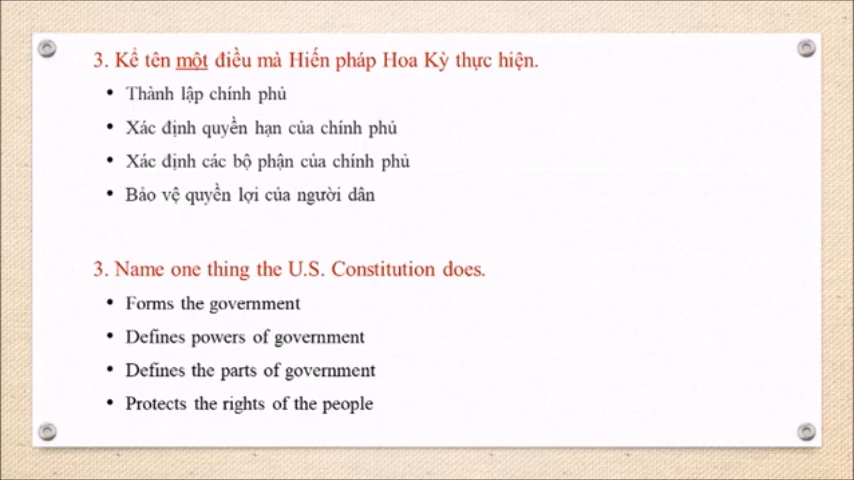 3. Kể tên một điều mà Hiến pháp Hoa Kỳ thực hiện.
• Thành lập chính phủ
• Xác định quyền hạn của chính phủ
• Xác định các bộ phận của chính phủ
• Bảo vệ quyền lợi của người dân
3. Name one thing the U.S. Constitution does.
• Forms the government
• Defines powers of government
• Defines the parts of government
• Protects the rights of the people